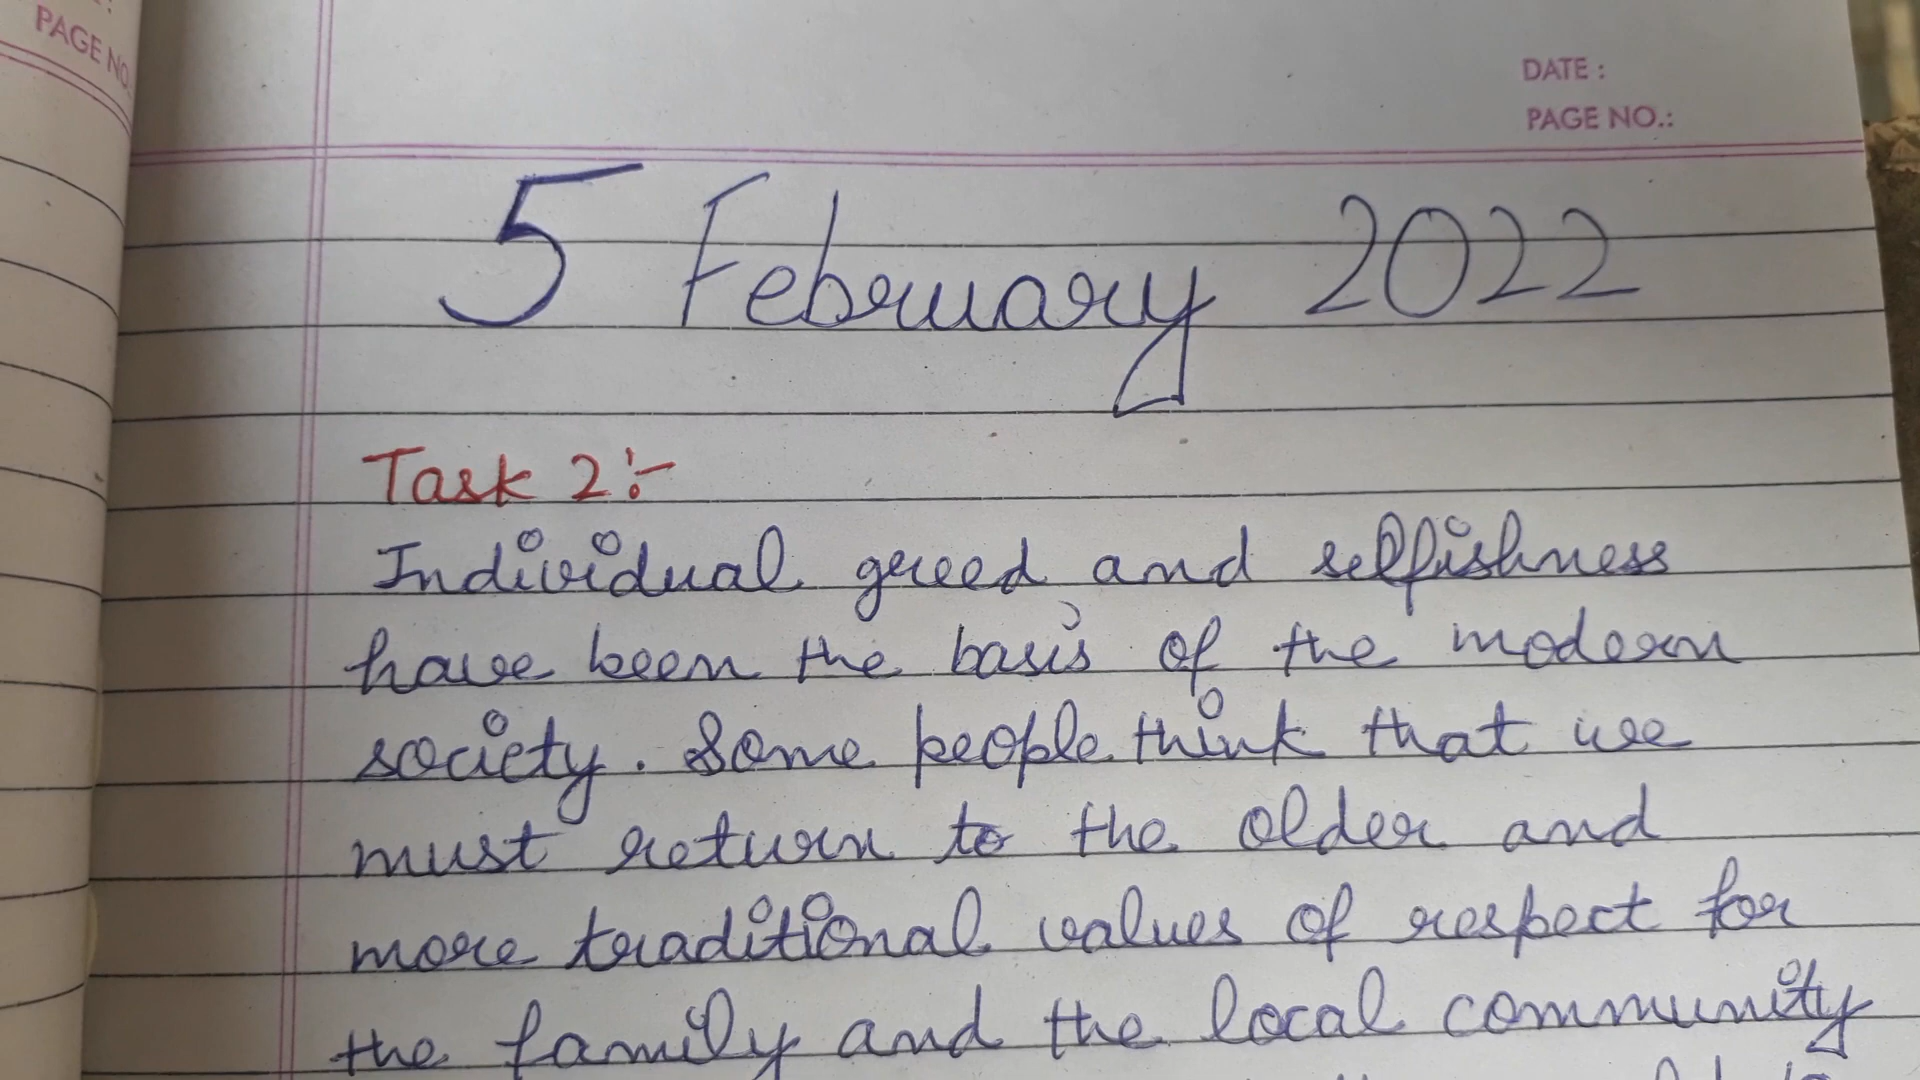 PAGE NO.
DATE :
PAGE NO.:
5 February 2022
Task 2:-
Individual greed and selfishness
have been the basis of the modern
society. Some people think that we
must return to the older and
more traditional values of respect for
the family and the local community